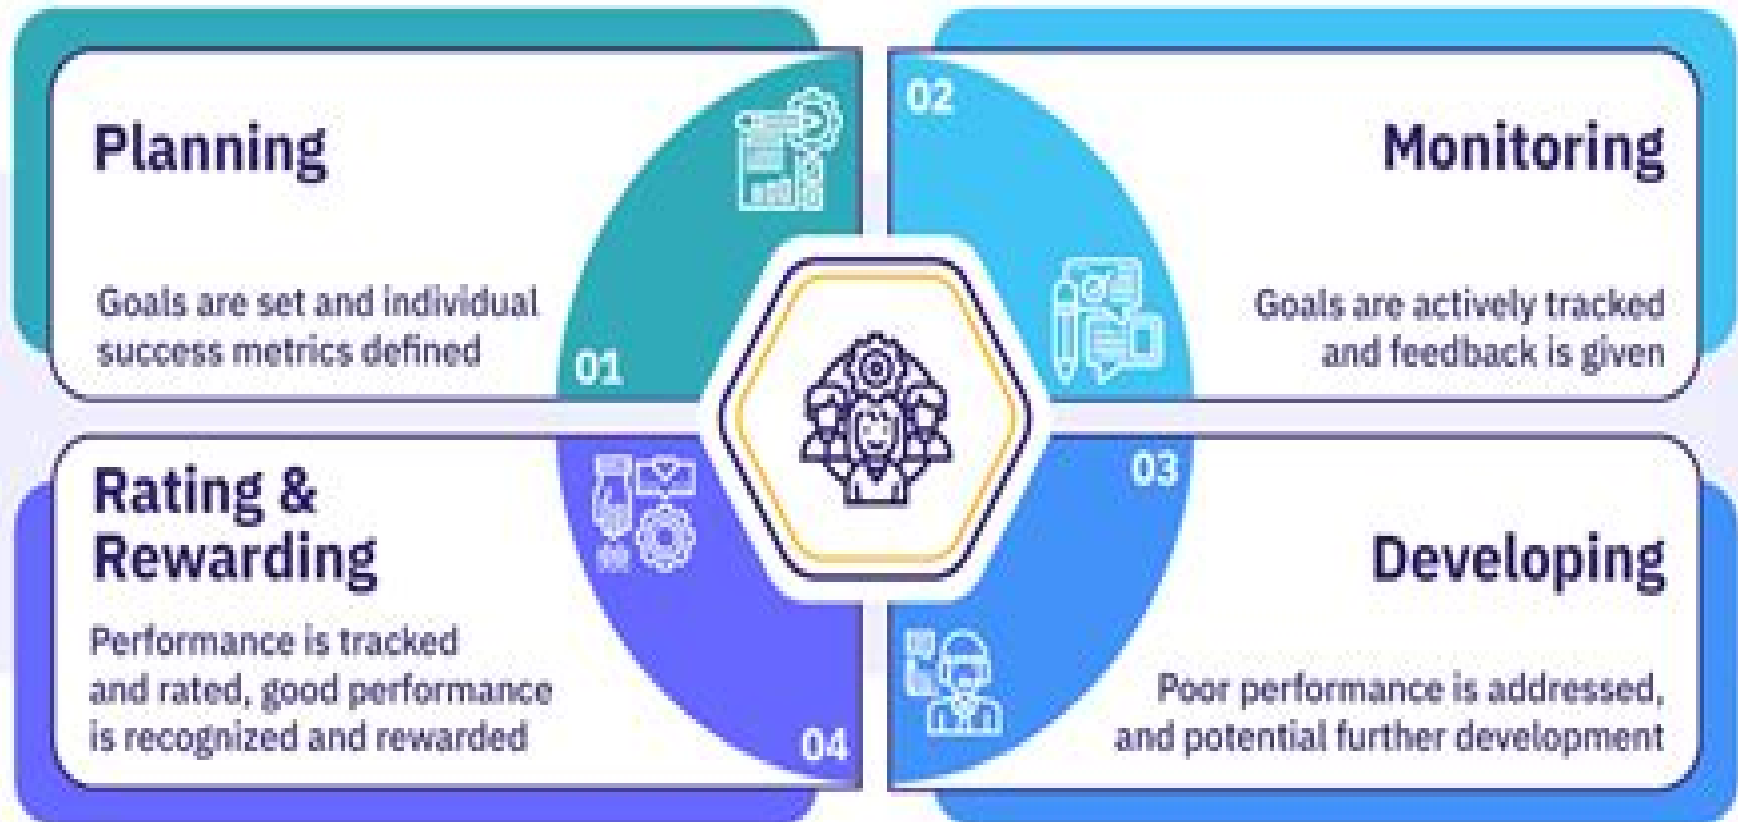 Planning
Goals are set and individual
success metrics defined
01
02
Monitoring
Goals are actively tracked
and feedback is given
03
Developing
Poor performance is addressed,
and potential further development
Rating &
Rewarding
Performance is tracked
and rated, good performance
is recognized and rewarded
04